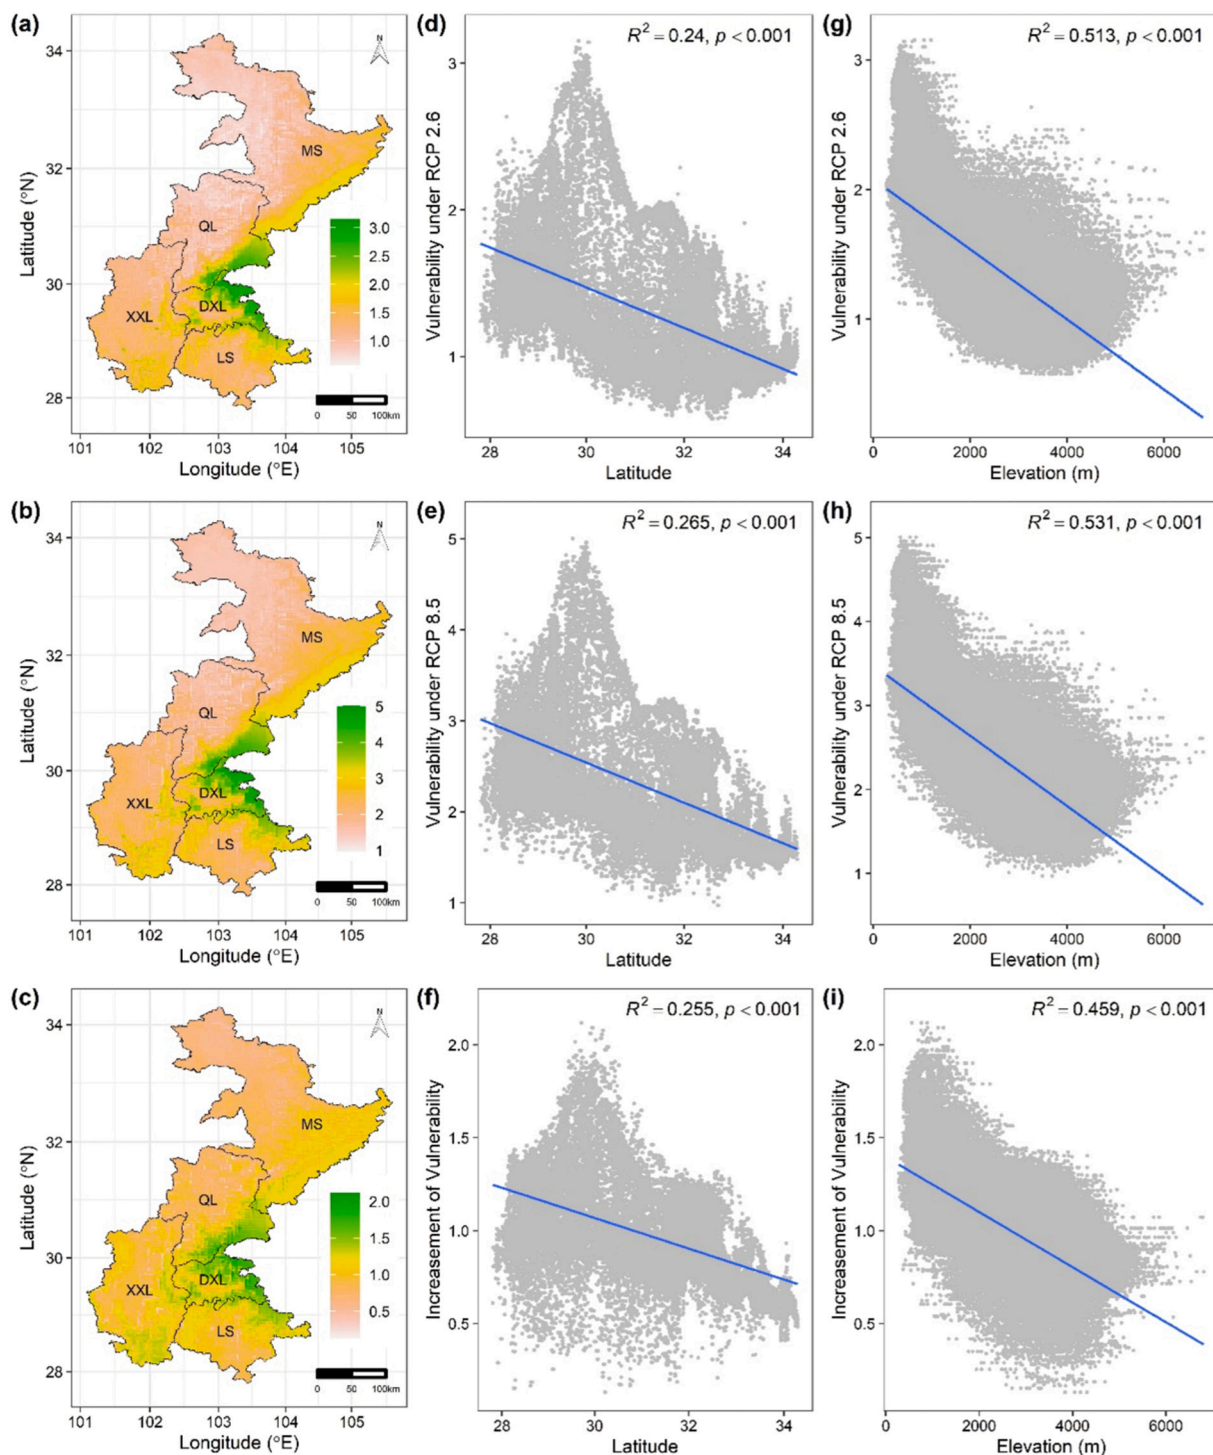 (a)
N
34
32
30
28
Latitude (°N)
MS
QL
XXL
DXL
LS
3.0
2.5
2.0
1.5
1.0
0 50 100km
101 102 103 104 105
Longitude (°E)
(d)
R² = 0.24, p < 0.001
Vulnerability under RCP 2.6
3
2
1
28 30 32 34
Latitude
(g)
R² = 0.513, p < 0.001
Vulnerability under RCP 2.6
3
2
1
0 2000 4000 6000
Elevation (m)
(b)
N
34
32
30
28
Latitude (°N)
MS
QL
XXL
DXL
LS
5
4
3
2
1
0 50 100km
101 102 103 104 105
Longitude (°E)
(e)
R² = 0.265, p < 0.001
Vulnerability under RCP 8.5
5
4
3
2
1
28 30 32 34
Latitude
(h)
R² = 0.531, p < 0.001
Vulnerability under RCP 8.5
5
4
3
2
1
0 2000 4000 6000
Elevation (m)
(c)
N
34
32
30
28
Latitude (°N)
MS
QL
XXL
DXL
LS
2.0
1.5
1.0
0.5
0 50 100km
101 102 103 104 105
Longitude (°E)
(f)
R² = 0.255, p < 0.001
Increasement of Vulnerability
2.0
1.5
1.0
0.5
28 30 32 34
Latitude
(i)
R² = 0.459, p < 0.001
Increasement of Vulnerability
2.0
1.5
1.0
0.5
0 2000 4000 6000
Elevation (m)